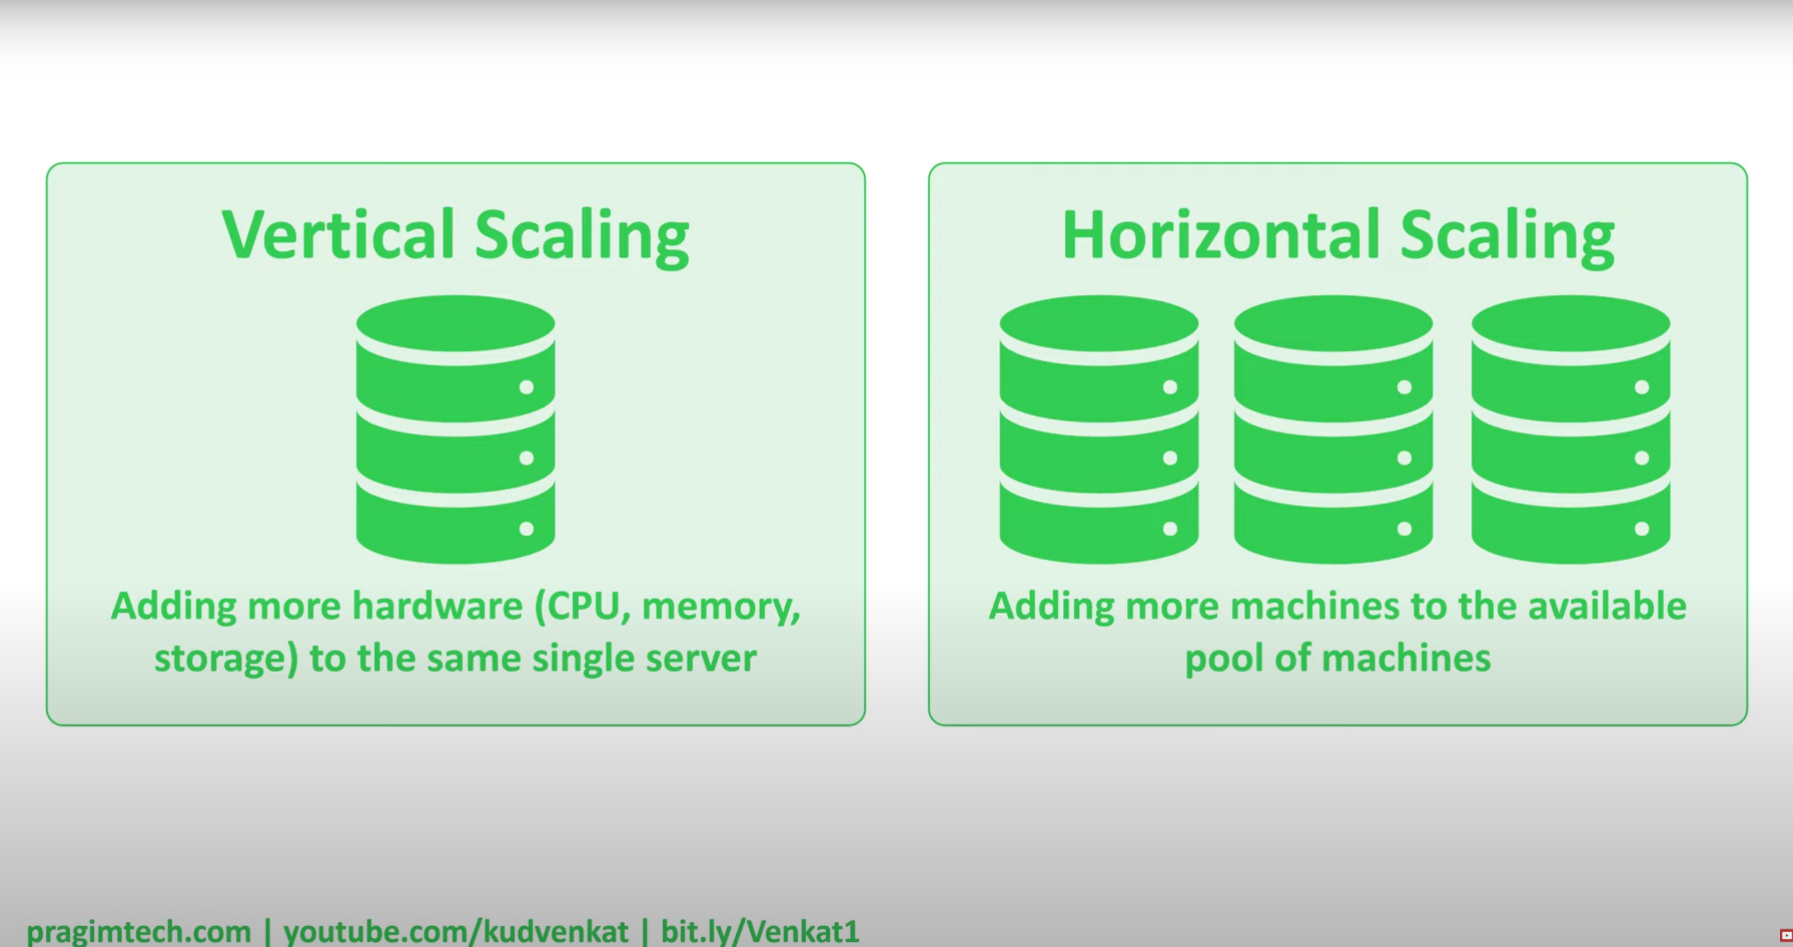 Vertical Scaling
Adding more hardware (CPU, memory,
storage) to the same single server
Horizontal Scaling
Adding more machines to the available
pool of machines
pragimtech.com | youtube.com/kudvenkat | bit.ly/Venkat1